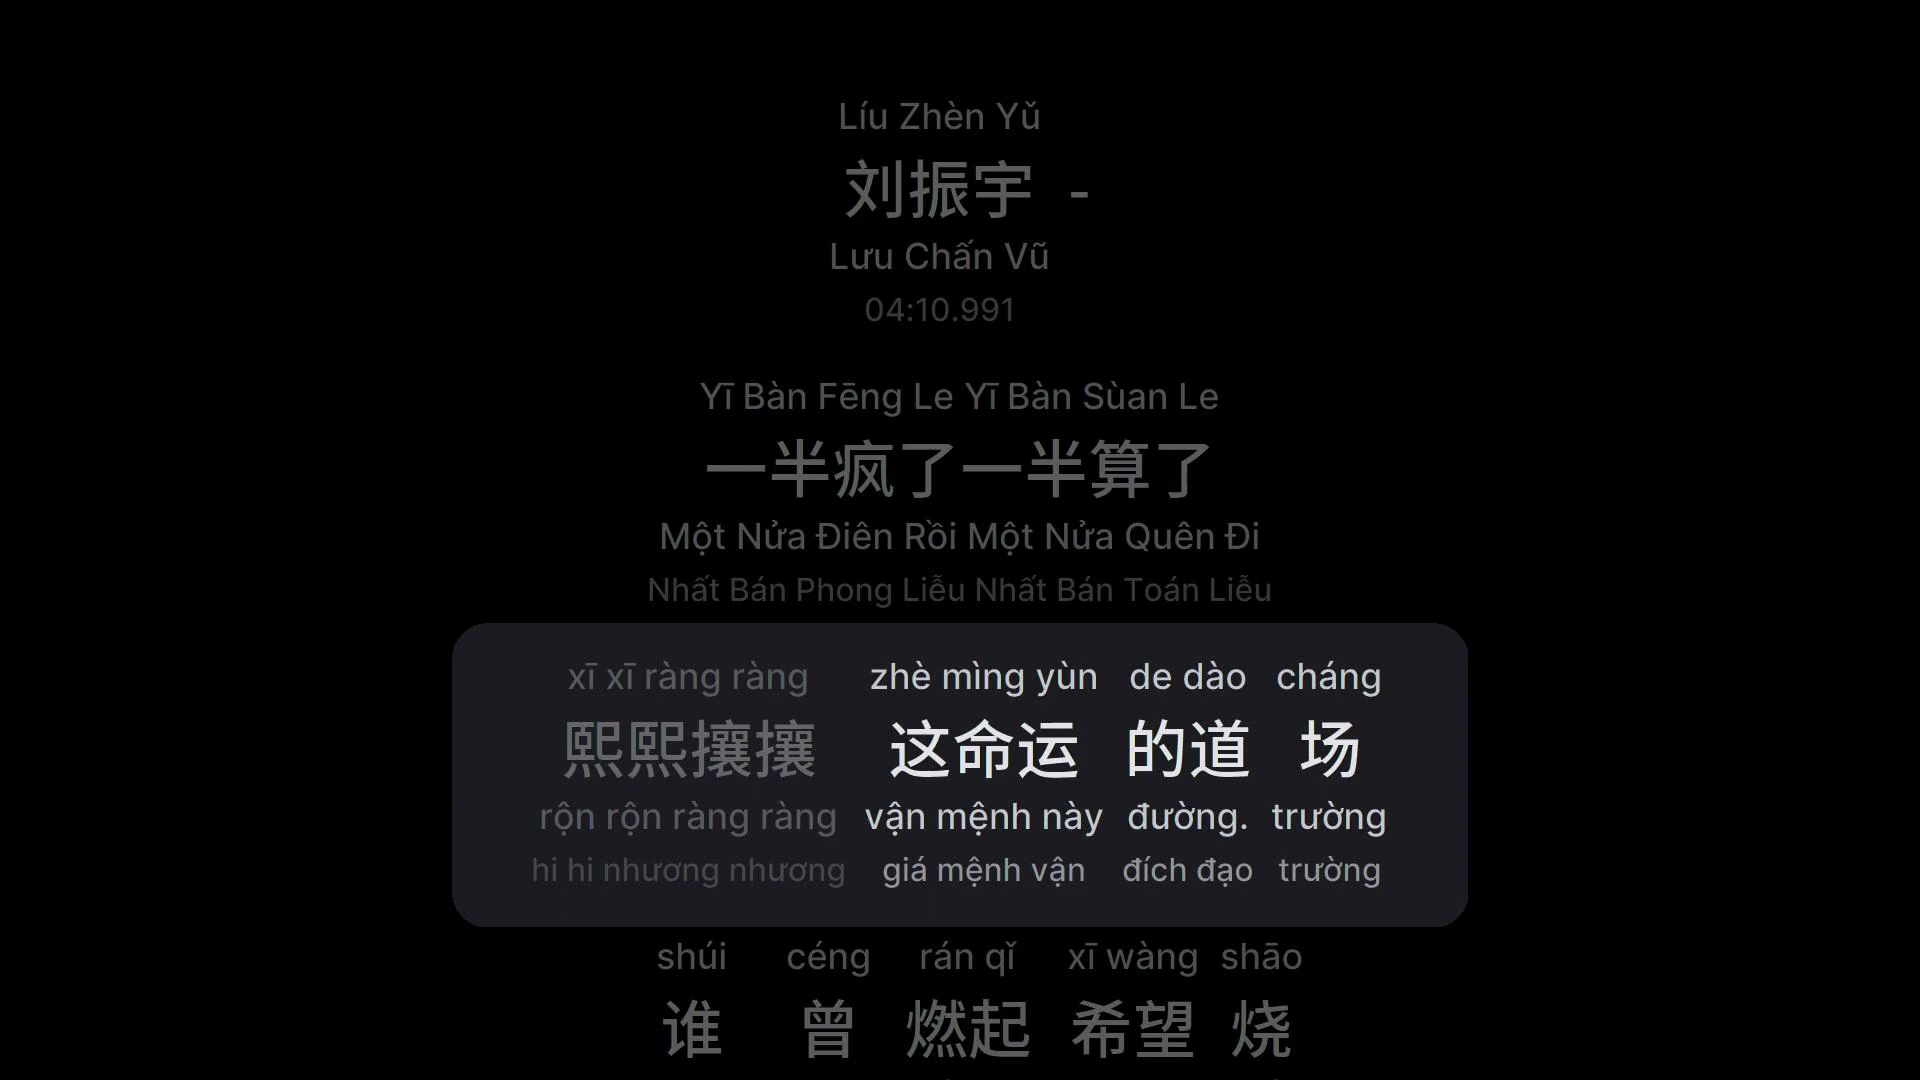 Líu Zhèn Yǔ
刘振宇 -
Lưu Chấn Vũ
04:10.991
Yī Bàn Fēng Le Yī Bàn Sùan Le
一半疯了一半算了
Một Nửa Điên Rồi Một Nửa Quên Đi
Nhất Bán Phong Liễu Nhất Bán Toán Liễu
xī xī ràng ràng zhè mìng yùn de dào cháng
熙熙攘攘 这命运 的道 场
rộn rộn ràng ràng vận mệnh này đường. trường
hi hi nhương nhương giá mệnh vận đích đạo trường
shúi céng rán qǐ xī wàng shāo
谁 曾 燃起 希望 烧